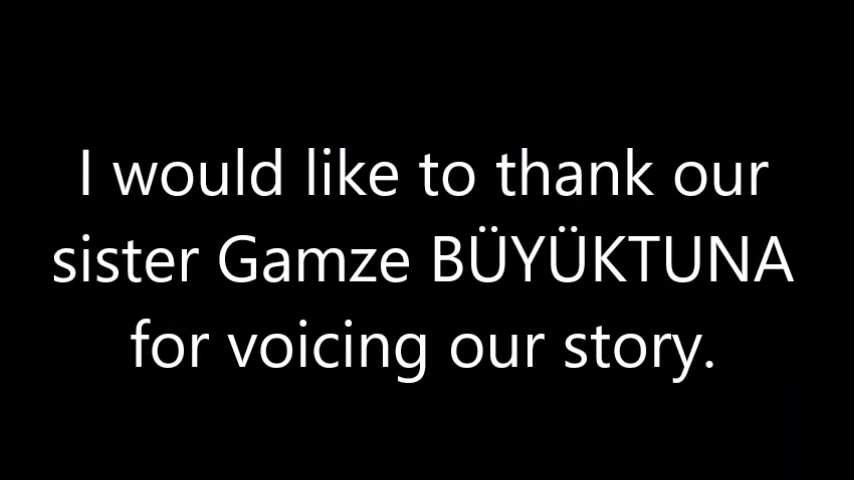 I would like to thank our
sister Gamze BÜYÜKTUNA
for voicing our story.